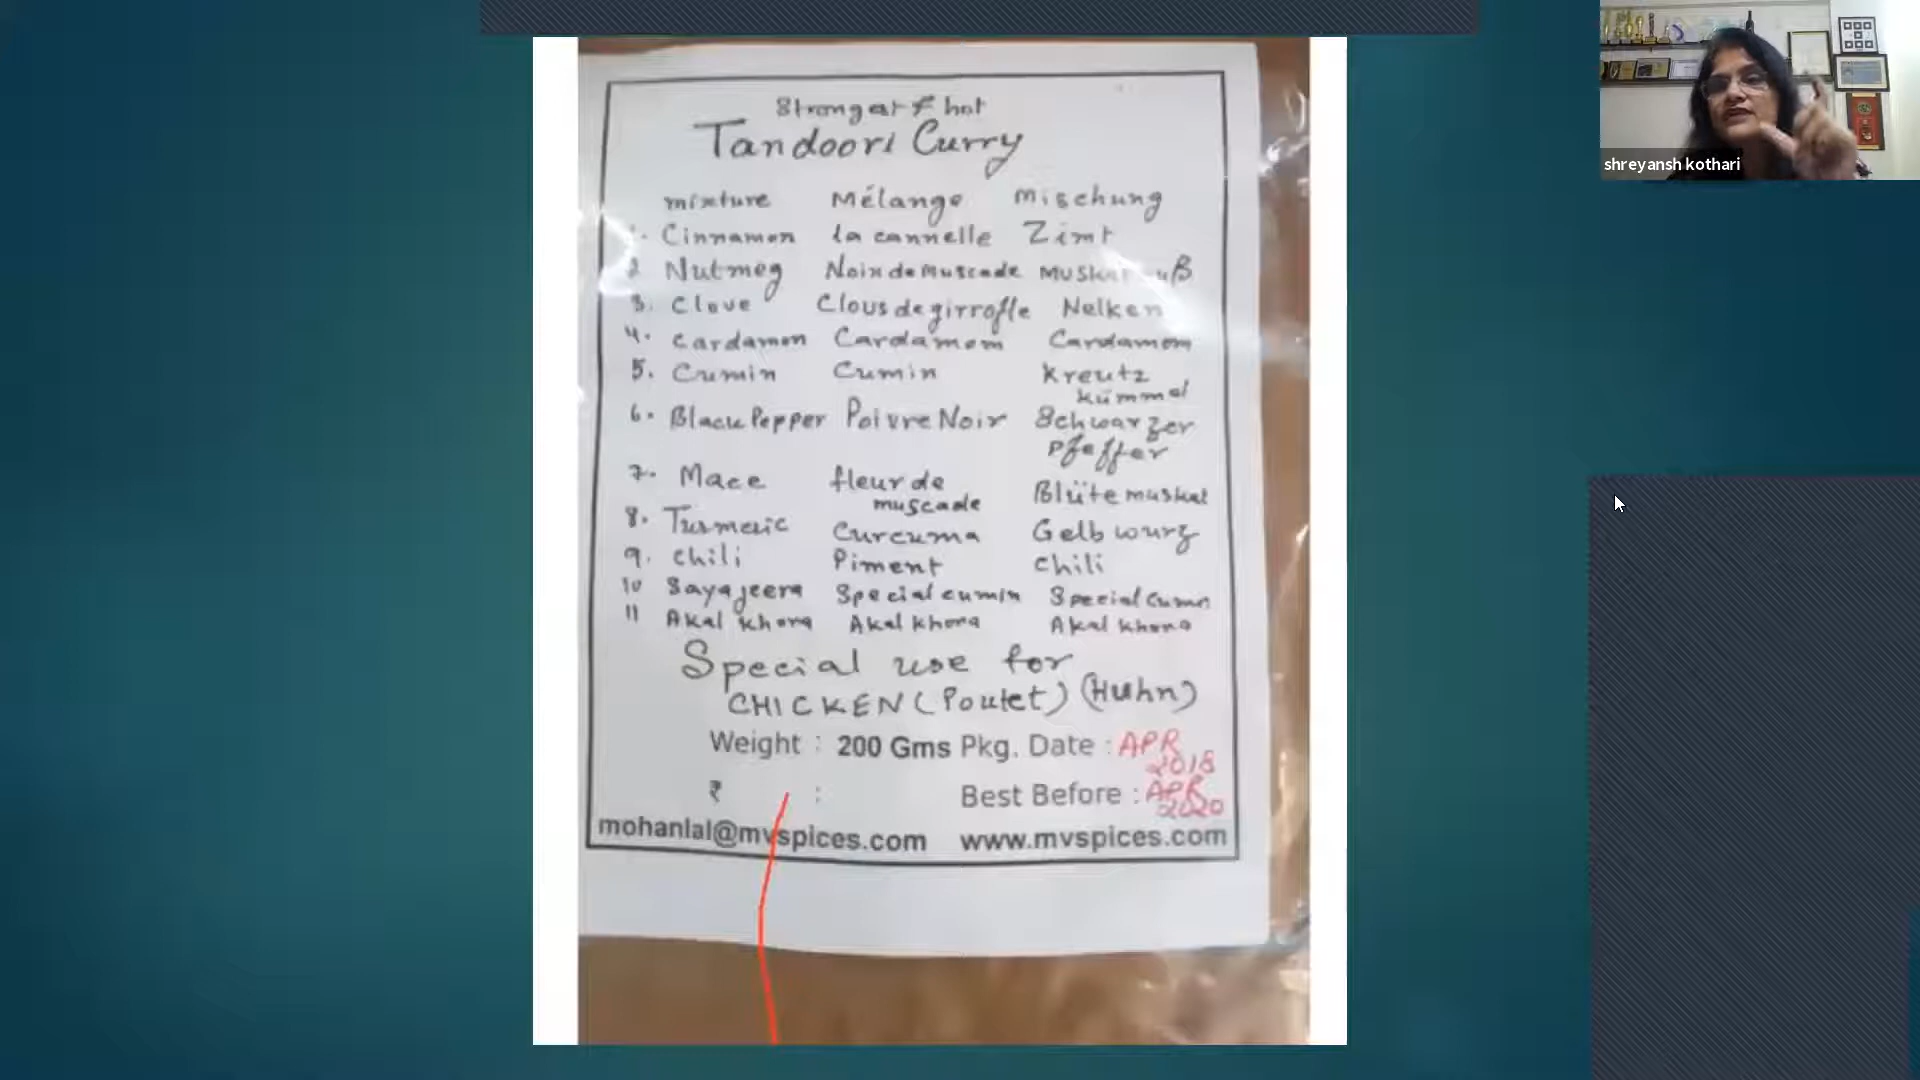 Stronger & hot
Tandoori Curry
mixture Mélange Mischung
1. Cinnamon la cannelle Zimt
2 Nutmeg Noix de Muscade
3. Clove Clous de girrofle Nelken
4. Cardamon Cardamom Cardamom
5. Cumin Cumin Kreutz
kümmel
6. Black Pepper Poivre Noir Schwarzer
Pfeffer
7. Mace fleur de Blüte muskat
muscade
8. Turmeric Curcuma Gelb wurz
9. chili Piment chili
10 Sayajeera Special cumin Special Cumn
11 Akal khora Akal khora Akal khora
Special use for
CHICKEN (Poulet) (Huhn)
Weight : 200 Gms Pkg. Date : APR
2018
₹ : Best Before : APR
2020
mohanlal@mvspices.com www.mvspices.com
shreyansh kothari